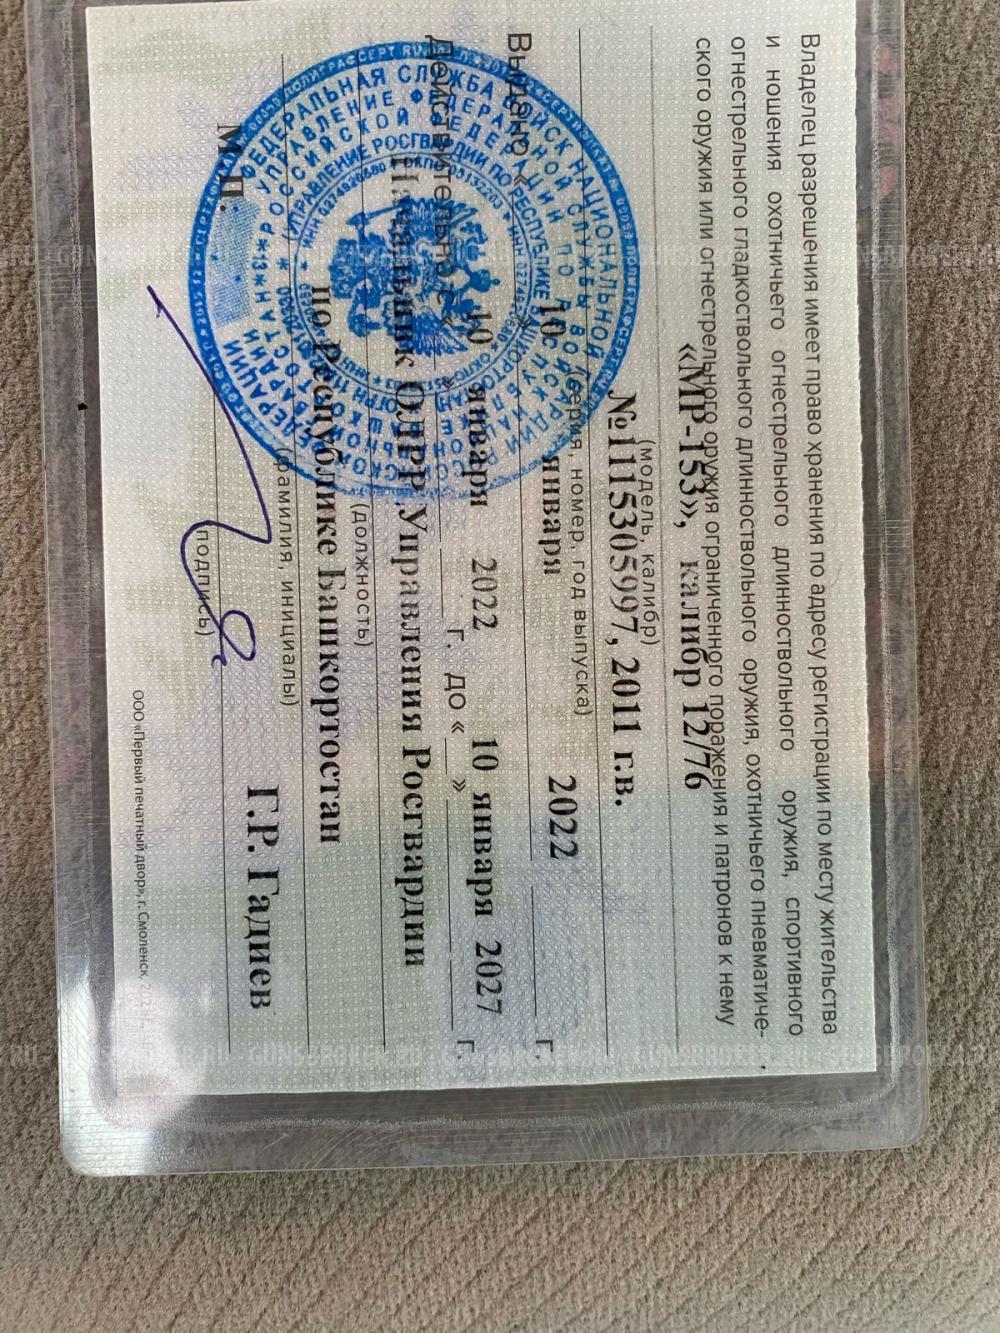 Владелец разрешения имеет право хранения по адресу регистрации по месту жительства
и ношения охотничьего огнестрельного длинноствольного оружия, спортивного
огнестрельного гладкоствольного длинноствольного оружия, охотничьего пневматиче-
ского оружия или огнестрельного оружия ограниченного поражения и патронов к нему
«МР-153», калибр 12/76
(модель, калибр)
№1115305997, 2011 г.в.
(серия, номер, год выпуска)
Выдано « 10 » января 2022 г.
Действительно с « 10 » января 2022 г. до « 10 » января 2027 г.
Начальник ОЛРР Управления Росгвардии
(должность)
по Республике Башкортостан
(фамилия, инициалы)
М.П. Г.Р. Гадиев
(подпись)
ООО «Первый печатный двор», г. Смоленск,
GUNSBROKER.RU